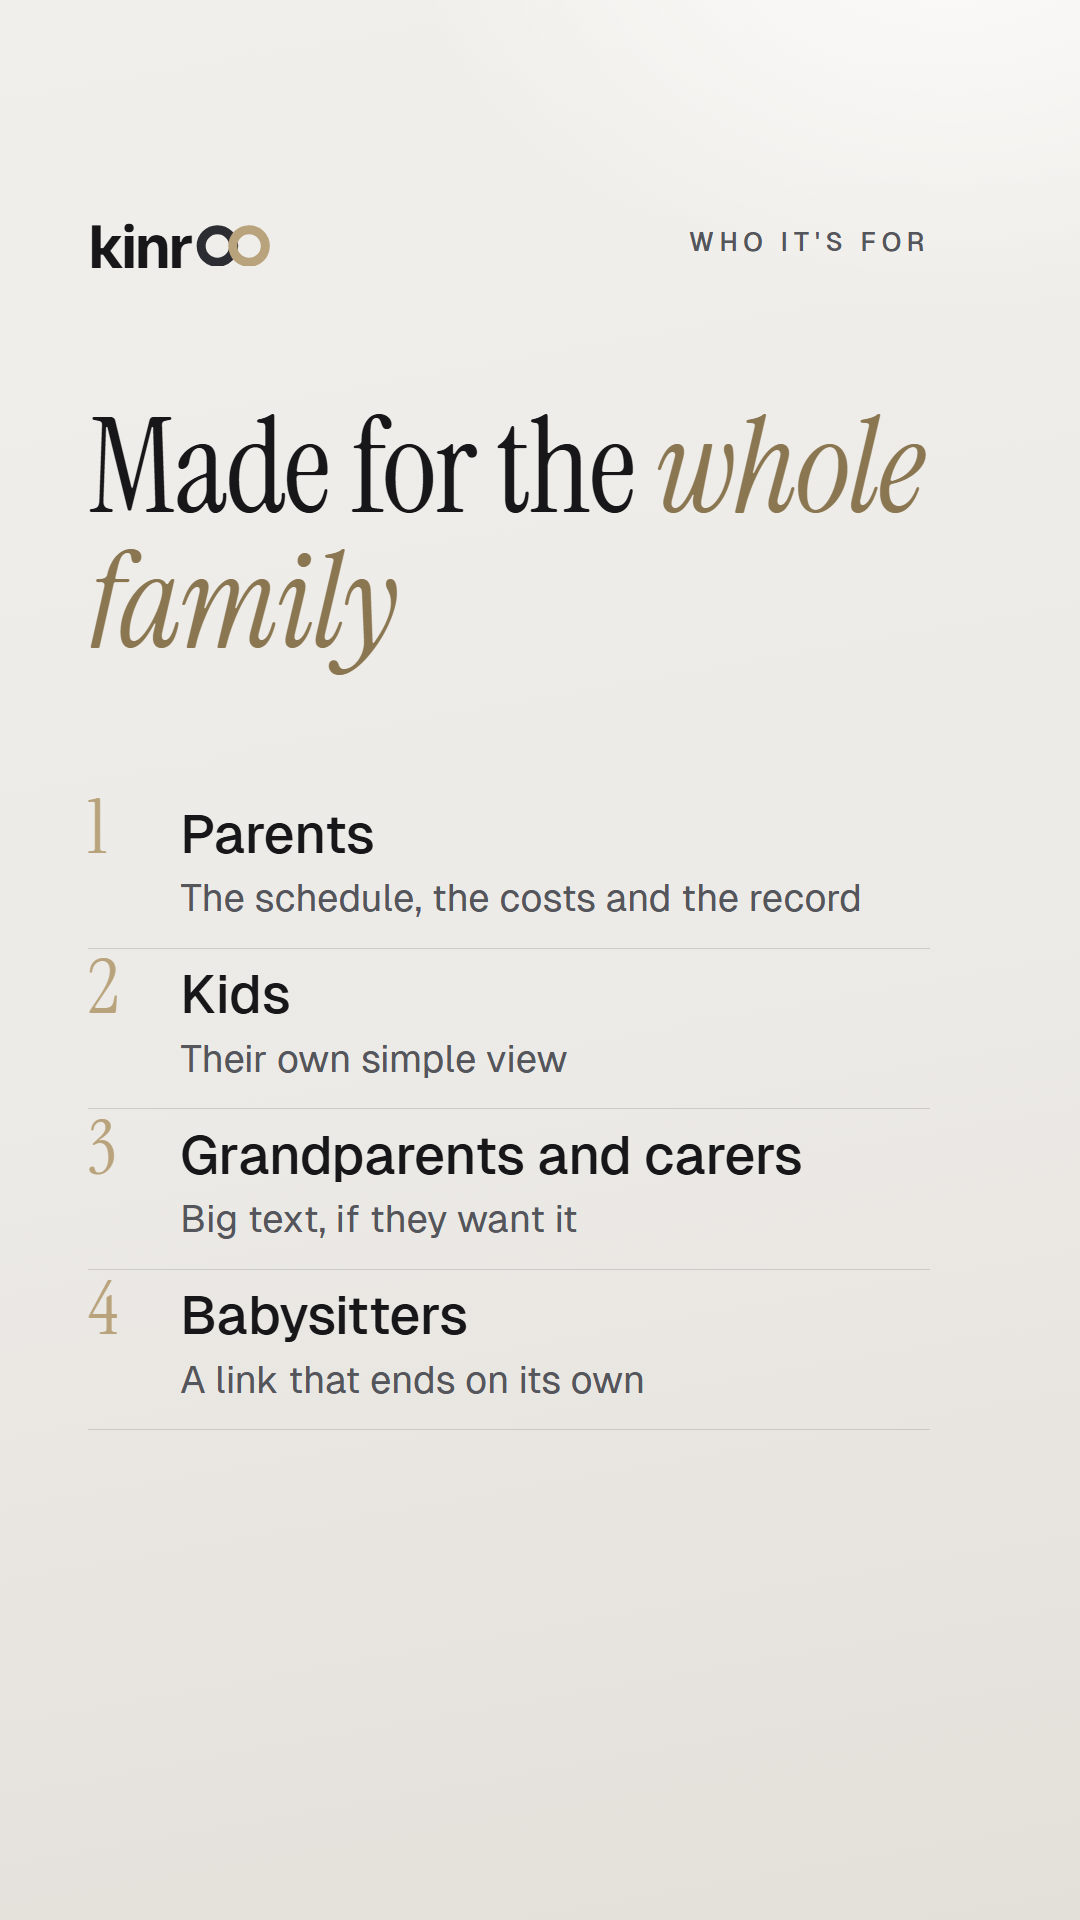 kinroo
WHO IT'S FOR
Made for the whole
family
1 Parents
The schedule, the costs and the record
2 Kids
Their own simple view
3 Grandparents and carers
Big text, if they want it
4 Babysitters
A link that ends on its own